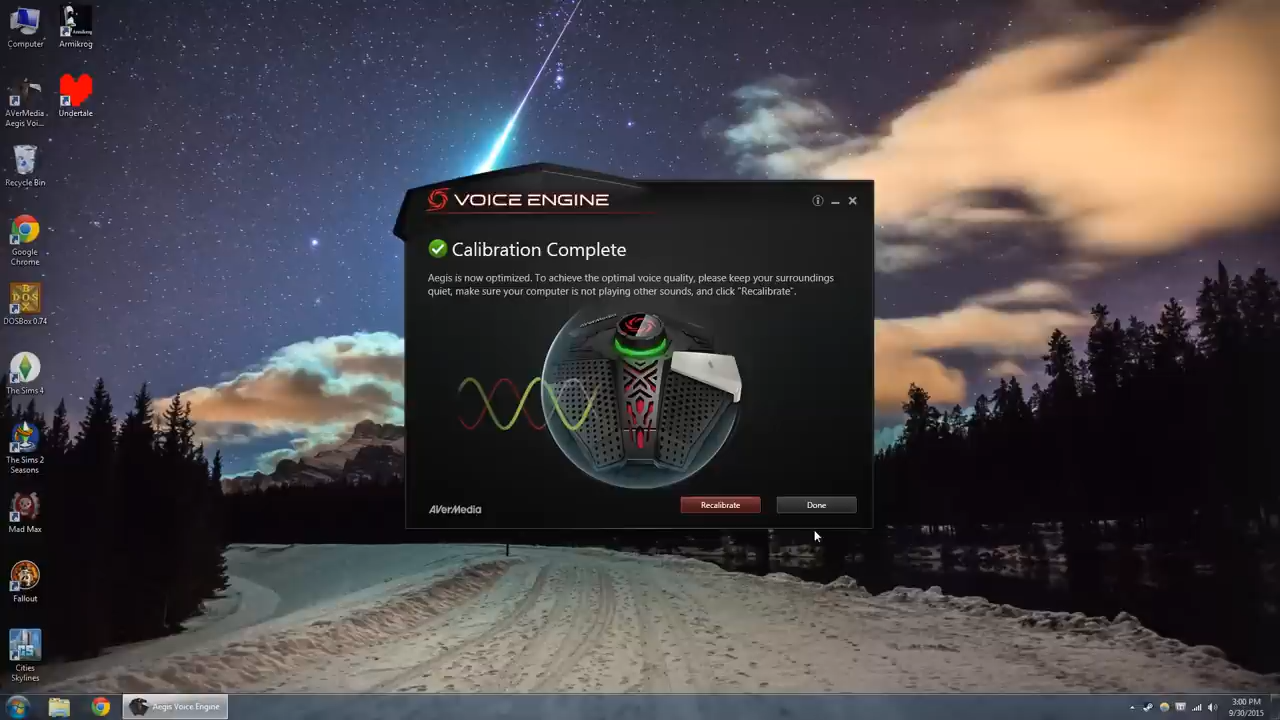 Computer
Armikrog
AVerMedia
Aegis Voi...
Undertale
Recycle Bin
Google
Chrome
DOSBox 0.74
The Sims 4
The Sims 2
Seasons
Mad Max
Fallout
Cities
Skylines
VOICE ENGINE
Calibration Complete
Aegis is now optimized. To achieve the optimal voice quality, please keep your surroundings
quiet, make sure your computer is not playing other sounds, and click "Recalibrate".
AVerMedia
Recalibrate
Done
Aegis Voice Engine
3:00 PM
9/30/2015